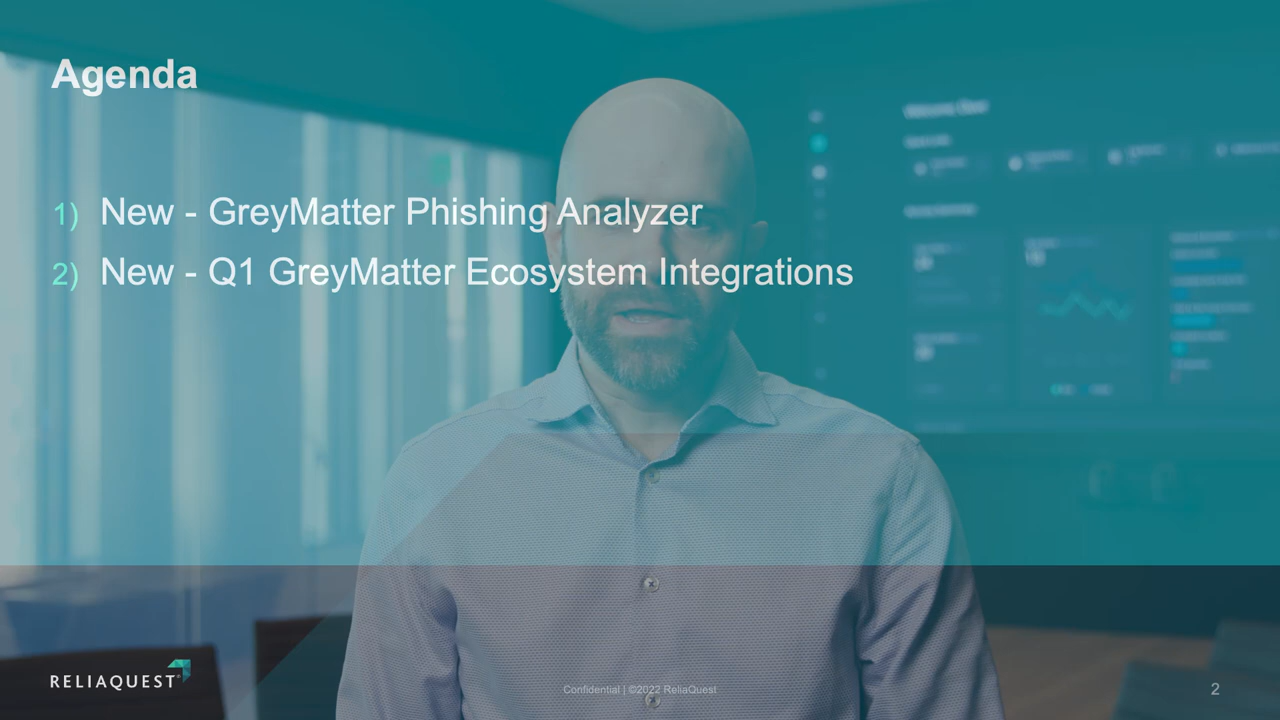 Agenda
1) New - GreyMatter Phishing Analyzer
2) New - Q1 GreyMatter Ecosystem Integrations
RELIAQUEST
Confidential | ©2022 ReliaQuest
2